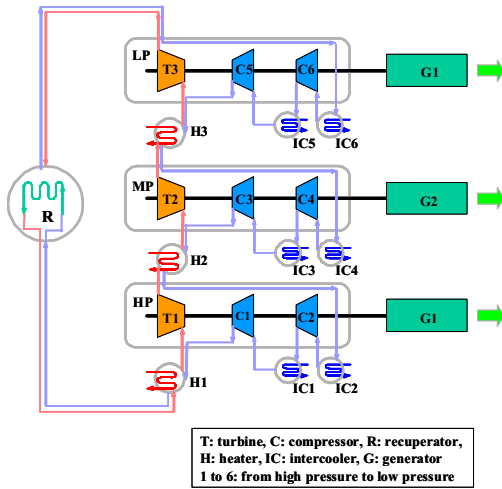 LP
T3
C5
C6
G1
H3
IC5
IC6
MP
T2
C3
C4
G2
R
H2
IC3
IC4
HP
T1
C1
C2
G1
H1
IC1
IC2
T: turbine, C: compressor, R: recuperator,
H: heater, IC: intercooler, G: generator
1 to 6: from high pressure to low pressure